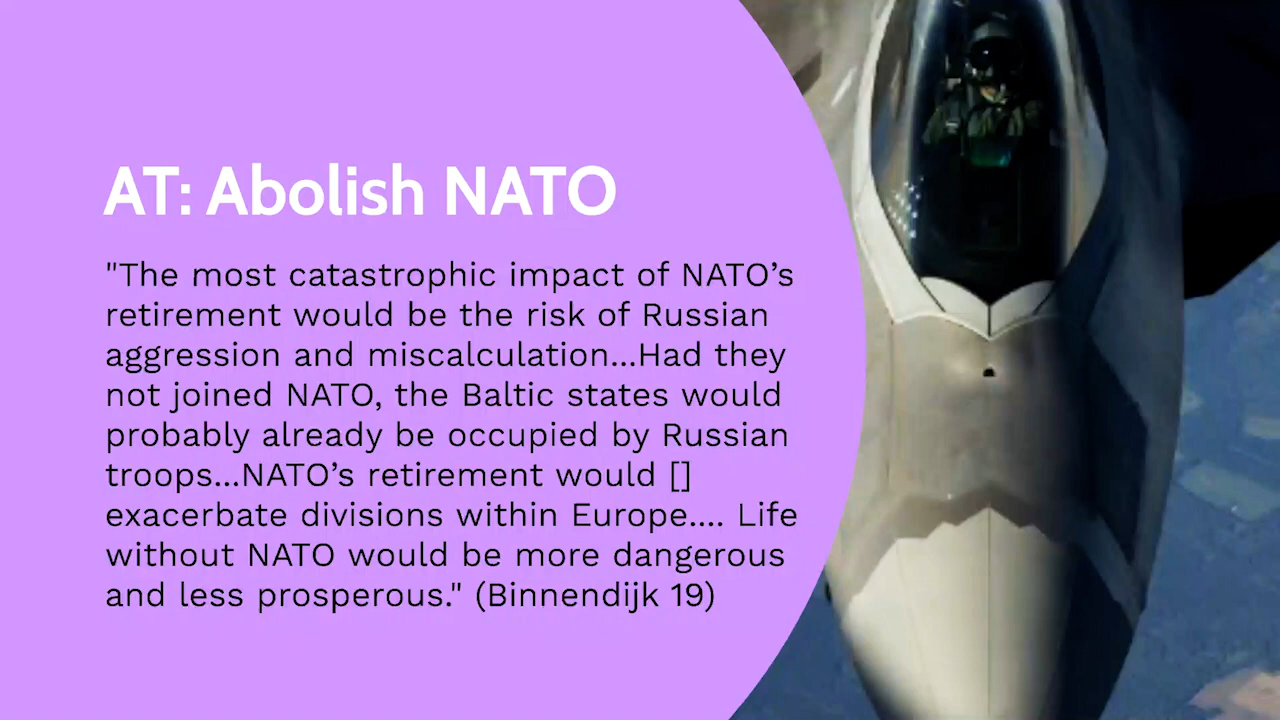 AT: Abolish NATO
"The most catastrophic impact of NATO’s
retirement would be the risk of Russian
aggression and miscalculation...Had they
not joined NATO, the Baltic states would
probably already be occupied by Russian
troops...NATO’s retirement would []
exacerbate divisions within Europe.... Life
without NATO would be more dangerous
and less prosperous." (Binnendijk 19)